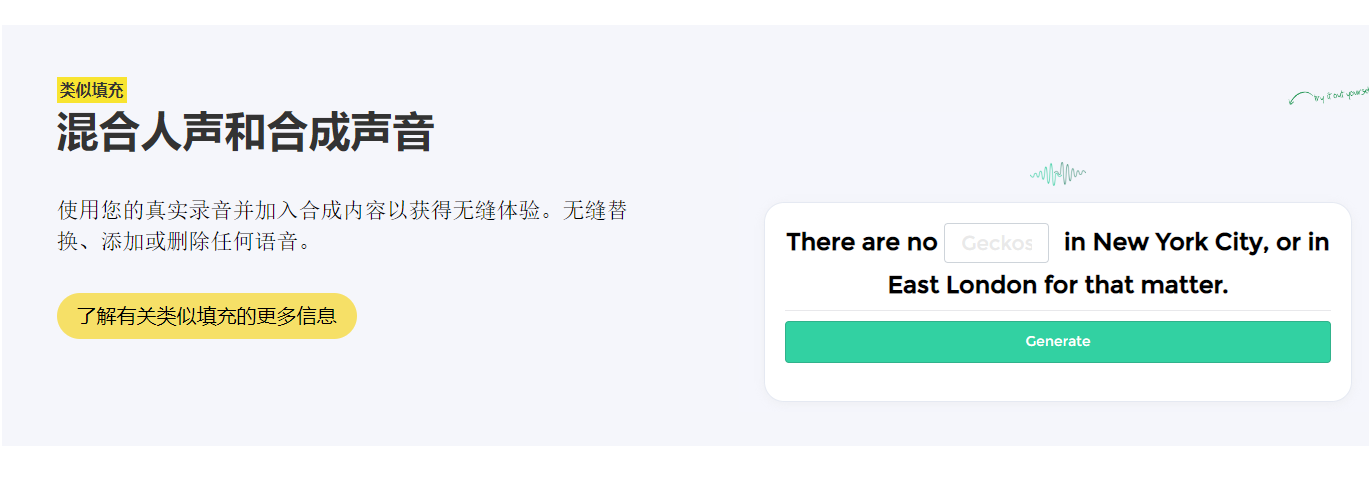 类似填充
混合人声和合成声音
try it out yourself
使用您的真实录音并加入合成内容以获得无缝体验。无缝替
换、添加或删除任何语音。
了解有关类似填充的更多信息
There are no Geckos in New York City, or in
East London for that matter.
Generate